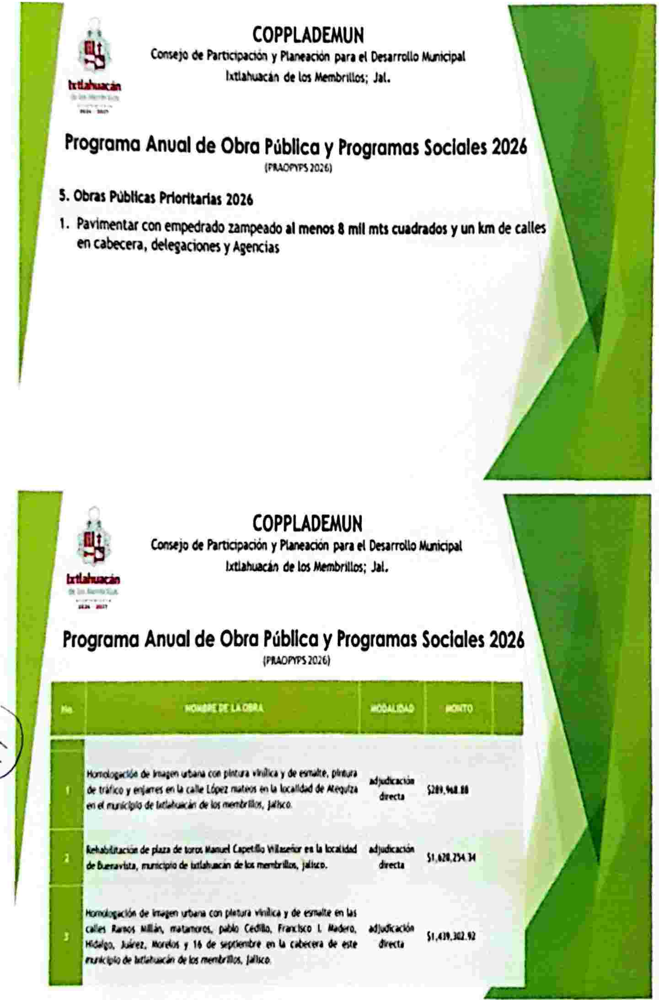 COPPLADEMUN
Consejo de Participación y Planeación para el Desarrollo Municipal
Ixtlahuacán de los Membrillos; Jal.
Ixtlahuacán
Programa Anual de Obra Pública y Programas Sociales 2026
(PRAOPYPS 2026)
5. Obras Públicas Prioritarias 2026
1. Pavimentar con empedrado zampeado al menos 8 mil mts cuadrados y un km de calles
en cabecera, delegaciones y Agencias
COPPLADEMUN
Consejo de Participación y Planeación para el Desarrollo Municipal
Ixtlahuacán de los Membrillos; Jal.
Ixtlahuacán
de los Membrillos
Programa Anual de Obra Pública y Programas Sociales 2026
(PRAOPYPS 2026)
No. NOMBRE DE LA OBRA MODALIDAD MONTO
1
Homologación de imagen urbana con pintura vinílica y de esmalte, pintura
de tráfico y enjarres en la calle López mateos en la localidad de Atequiza
en el municipio de Ixtlahuacán de los membrillos, Jalisco.
adjudicación
directa
$289,968.88
2
Rehabilitación de plaza de toros Manuel Capetillo Villaseñor en la localidad
de Buenavista, municipio de Ixtlahuacán de los membrillos, jalisco.
adjudicación
directa
3
Homologación de imagen urbana con pintura vinílica y de esmalte en las
calles Ramos Millán, matamoros, pablo Cedillo, Francisco I. Madero,
Hidalgo, Juárez, Morelos y 16 de septiembre en la cabecera de este
municipio de Ixtlahuacán de los membrillos, Jalisco.
adjudicación
directa
$1,439,302.92